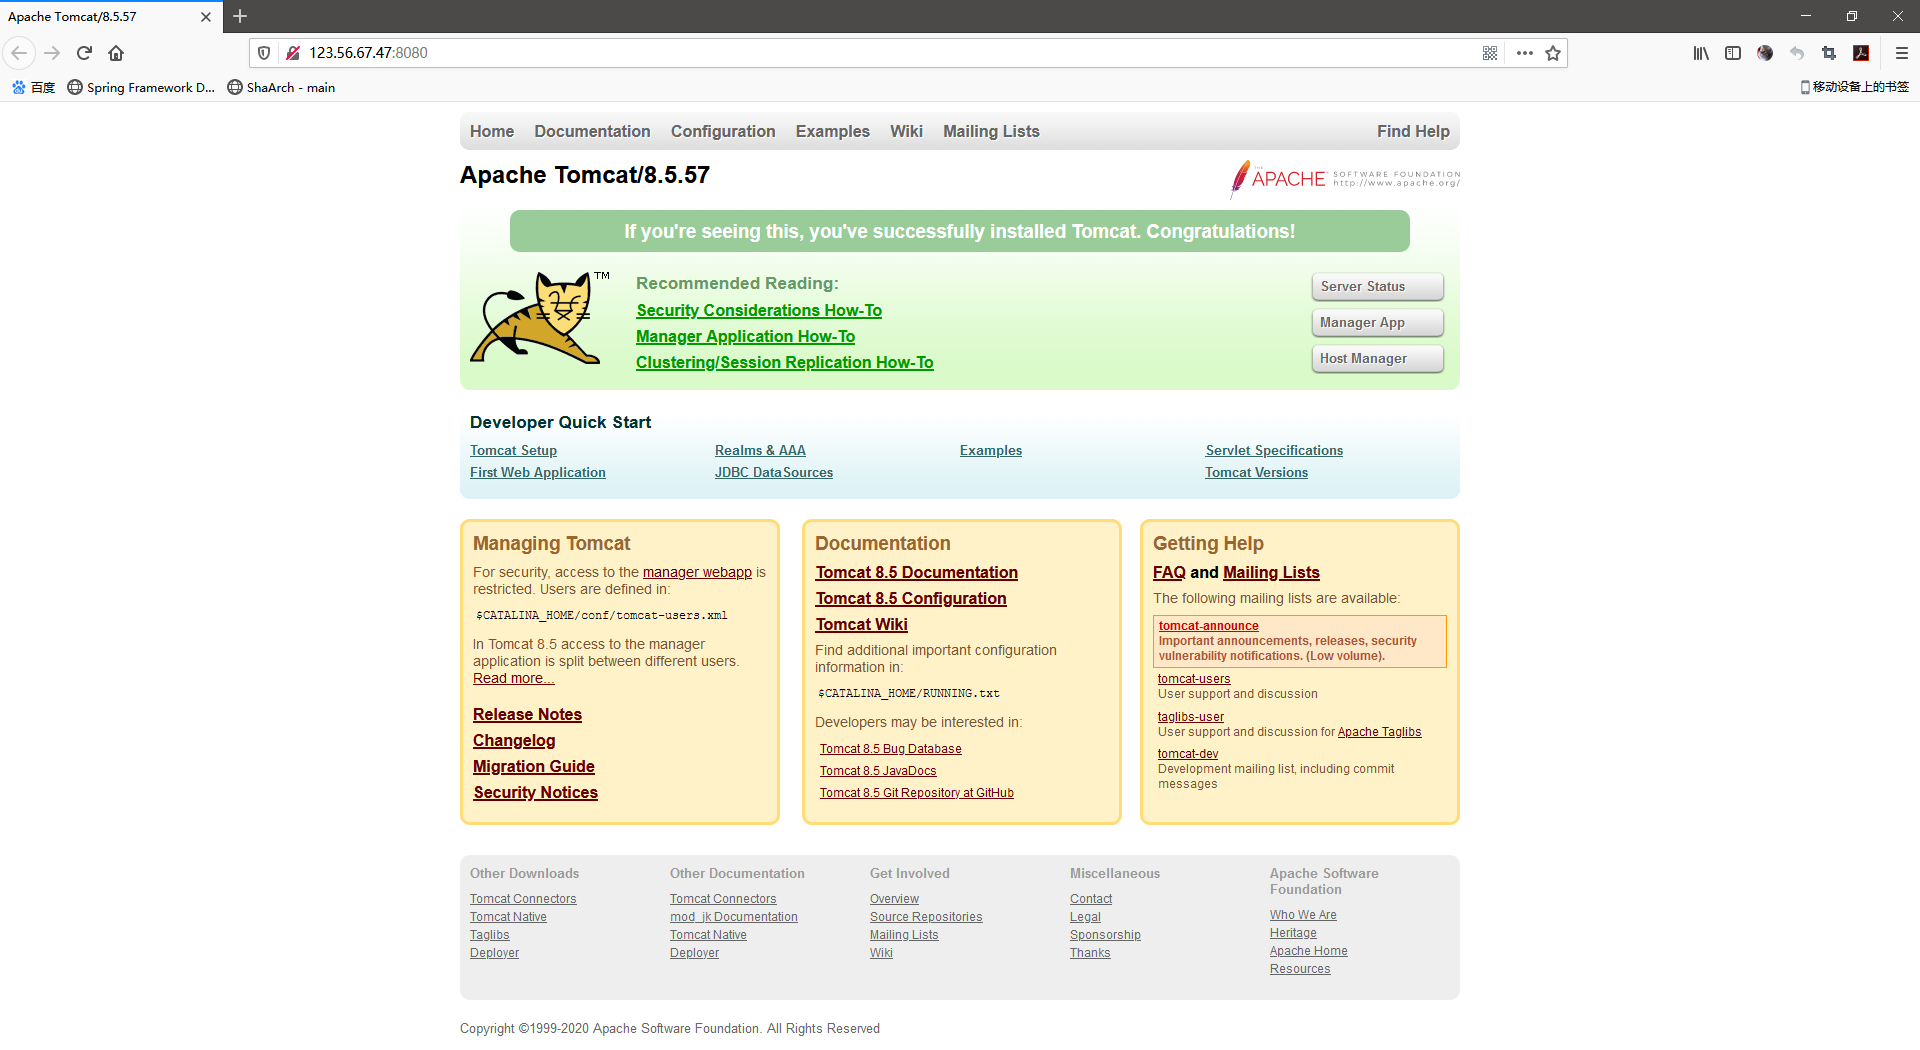 Apache Tomcat/8.5.57
123.56.67.47:8080
百度 Spring Framework D... ShaArch - main 移动设备上的书签
Home Documentation Configuration Examples Wiki Mailing Lists Find Help
Apache Tomcat/8.5.57
THE APACHE SOFTWARE FOUNDATION
http://www.apache.org/
If you're seeing this, you've successfully installed Tomcat. Congratulations!
TM
Recommended Reading:
Security Considerations How-To
Manager Application How-To
Clustering/Session Replication How-To
Server Status
Manager App
Host Manager
Developer Quick Start
Tomcat Setup
First Web Application
Realms & AAA
JDBC DataSources
Examples
Servlet Specifications
Tomcat Versions
Managing Tomcat
For security, access to the manager webapp is
restricted. Users are defined in:
$CATALINA_HOME/conf/tomcat-users.xml
In Tomcat 8.5 access to the manager
application is split between different users.
Read more...
Release Notes
Changelog
Migration Guide
Security Notices
Documentation
Tomcat 8.5 Documentation
Tomcat 8.5 Configuration
Tomcat Wiki
Find additional important configuration
information in:
$CATALINA_HOME/RUNNING.txt
Developers may be interested in:
Tomcat 8.5 Bug Database
Tomcat 8.5 JavaDocs
Tomcat 8.5 Git Repository at GitHub
Getting Help
FAQ and Mailing Lists
The following mailing lists are available:
tomcat-announce
Important announcements, releases, security
vulnerability notifications. (Low volume).
tomcat-users
User support and discussion
taglibs-user
User support and discussion for Apache Taglibs
tomcat-dev
Development mailing list, including commit
messages
Other Downloads
Tomcat Connectors
Tomcat Native
Taglibs
Deployer
Other Documentation
Tomcat Connectors
mod_jk Documentation
Tomcat Native
Deployer
Get Involved
Overview
Source Repositories
Mailing Lists
Wiki
Miscellaneous
Contact
Legal
Sponsorship
Thanks
Apache Software
Foundation
Who We Are
Heritage
Apache Home
Resources
Copyright ©1999-2020 Apache Software Foundation. All Rights Reserved